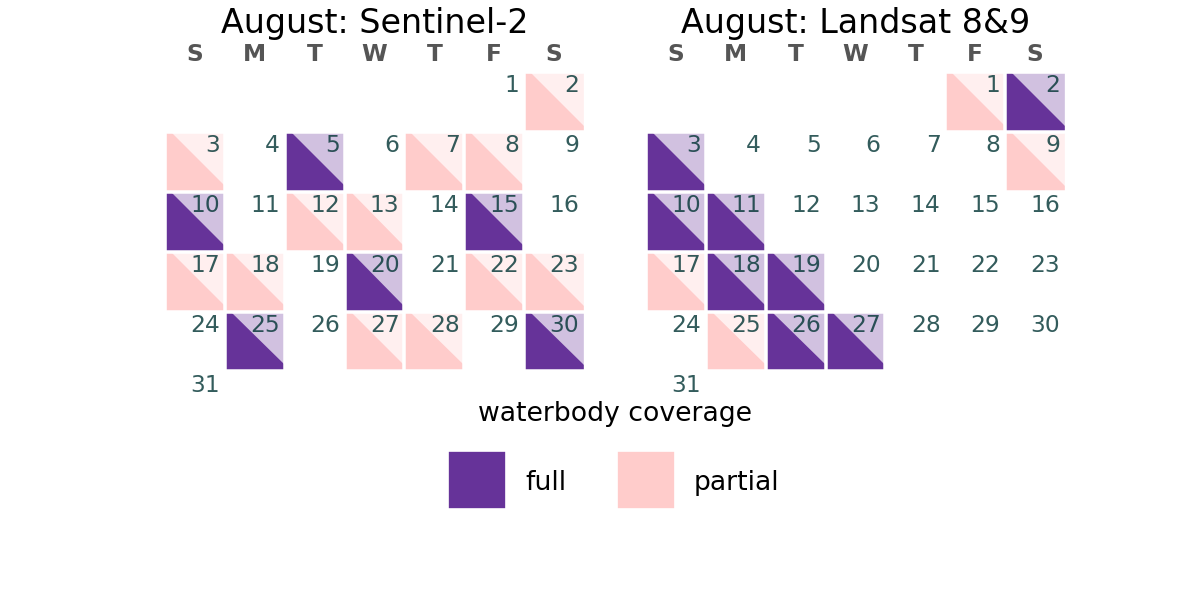 August: Sentinel-2
S M T W T F S
1 2
3 4 5 6 7 8 9
10 11 12 13 14 15 16
17 18 19 20 21 22 23
24 25 26 27 28 29 30
31
August: Landsat 8&9
S M T W T F S
1 2
3 4 5 6 7 8 9
10 11 12 13 14 15 16
17 18 19 20 21 22 23
24 25 26 27 28 29 30
31
waterbody coverage
full
partial